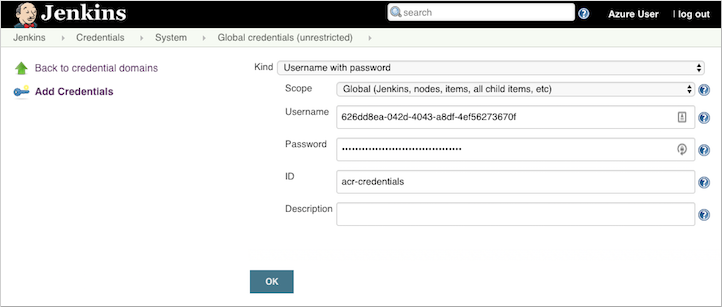 Jenkins
search
Azure User
log out
Jenkins
Credentials
System
Global credentials (unrestricted)
Back to credential domains
Add Credentials
Kind
Username with password
Scope
Global (Jenkins, nodes, items, all child items, etc)
Username
626dd8ea-042d-4043-a8df-4ef56273670f
Password
ID
acr-credentials
Description
OK